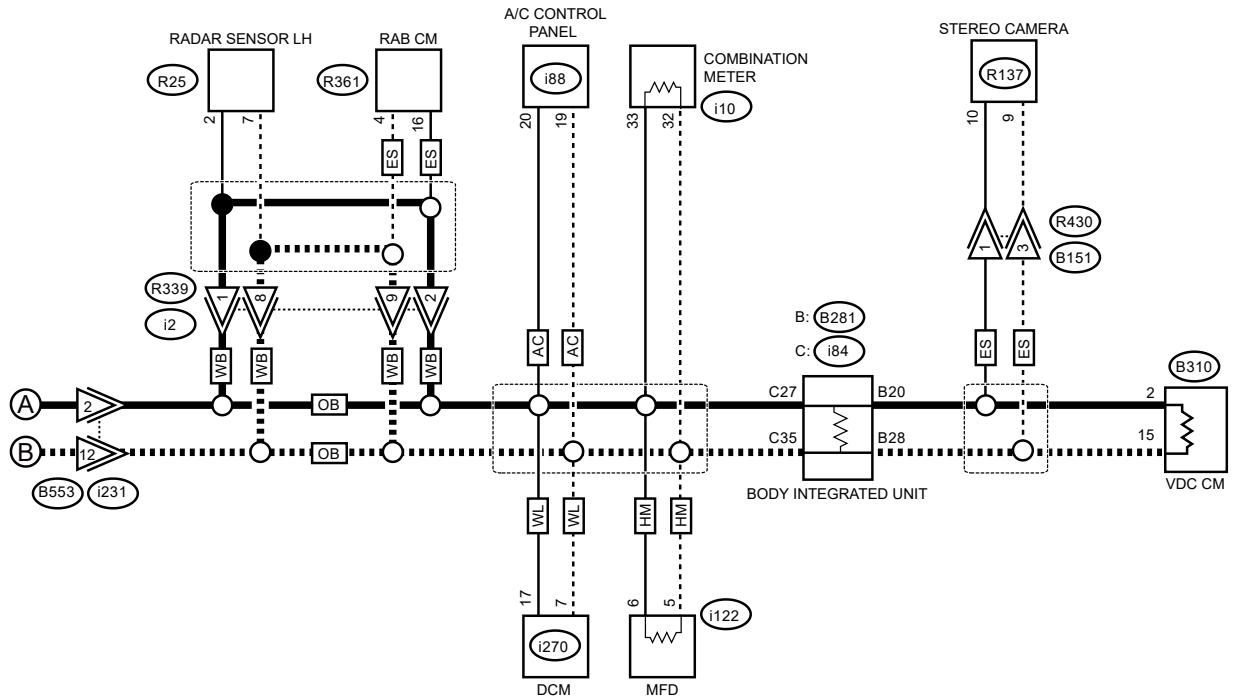 A/C CONTROL
PANEL
RADAR SENSOR LH
RAB CM
STEREO CAMERA
COMBINATION
METER
R25
R361
i88
i10
R137
2
7
4
16
20
19
33
32
10
9
ES
ES
R430
B151
1
3
R339
i2
1
8
9
2
WB
WB
WB
WB
AC
AC
B: B281
C: i84
ES
ES
B310
A
2
OB
C27
B20
2
B
12
OB
C35
B28
15
B553
i231
BODY INTEGRATED UNIT
VDC CM
WL
WL
HM
HM
17
7
6
5
i270
i122
DCM
MFD